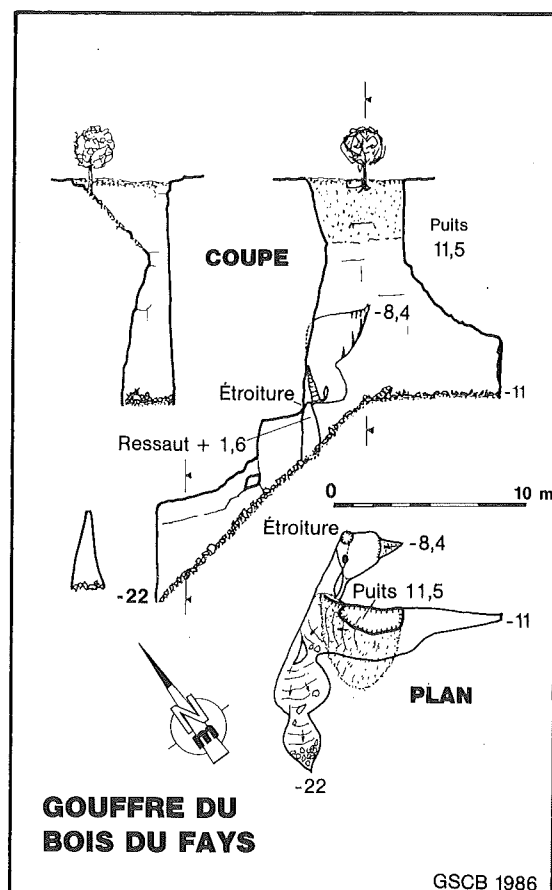 Puits
11,5
COUPE
-8,4
Étroiture
-11
Ressaut + 1,6
0 10 m
Étroiture
-8,4
Puits 11,5
-22
-11
PLAN
N
m
-22
GOUFFRE DU
BOIS DU FAYS
GSCB 1986